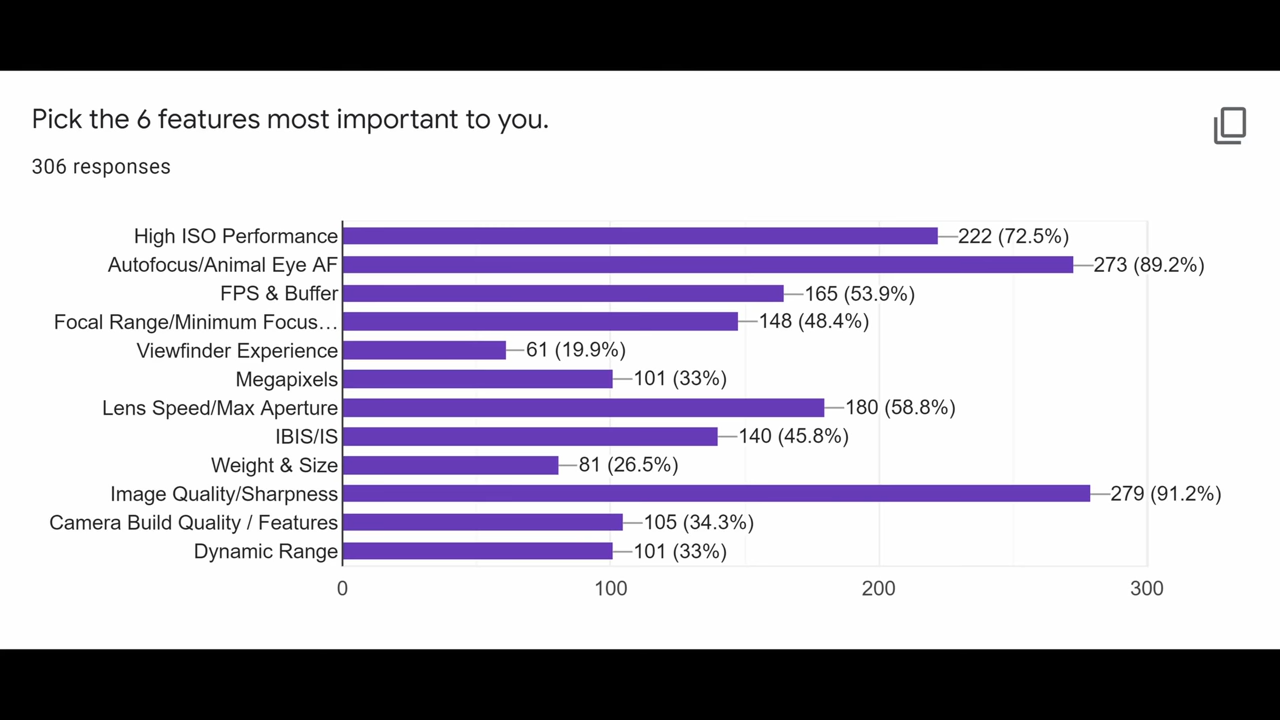 Pick the 6 features most important to you.
306 responses
High ISO Performance 222 (72.5%)
Autofocus/Animal Eye AF 273 (89.2%)
FPS & Buffer 165 (53.9%)
Focal Range/Minimum Focus… 148 (48.4%)
Viewfinder Experience 61 (19.9%)
Megapixels 101 (33%)
Lens Speed/Max Aperture 180 (58.8%)
IBIS/IS 140 (45.8%)
Weight & Size 81 (26.5%)
Image Quality/Sharpness 279 (91.2%)
Camera Build Quality / Features 105 (34.3%)
Dynamic Range 101 (33%)
0 100 200 300